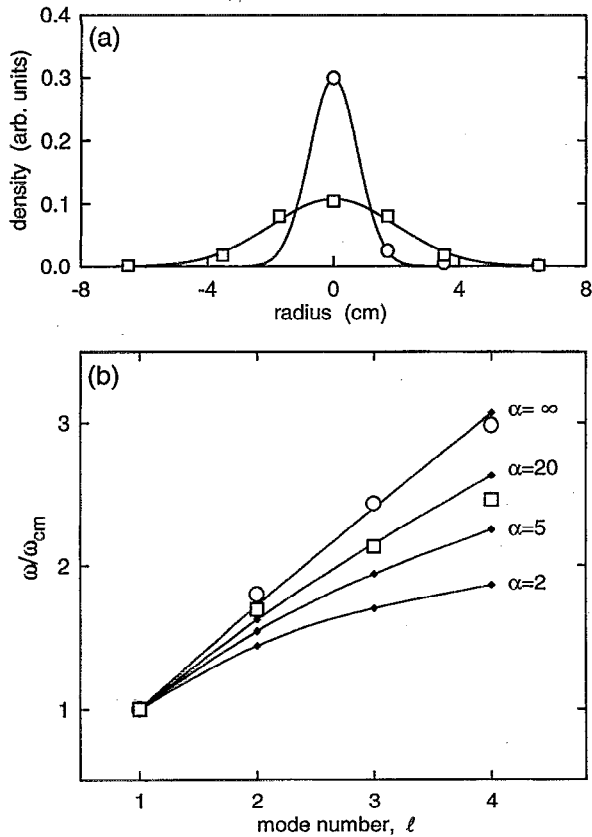 (a)
density (arb. units)
0.4
0.3
0.2
0.1
0.0
-8
-4
0
4
8
radius (cm)
(b)
ω/ω_cm
3
2
1
α= ∞
α=20
α=5
α=2
1
2
3
4
mode number, ℓ